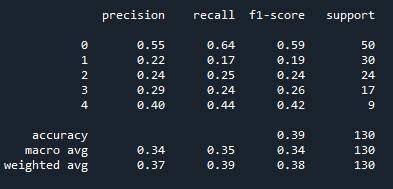 precision recall f1-score support
0 0.55 0.64 0.59 50
1 0.22 0.17 0.19 30
2 0.24 0.25 0.24 24
3 0.29 0.24 0.26 17
4 0.40 0.44 0.42 9
accuracy 0.39 130
macro avg 0.34 0.35 0.34 130
weighted avg 0.37 0.39 0.38 130